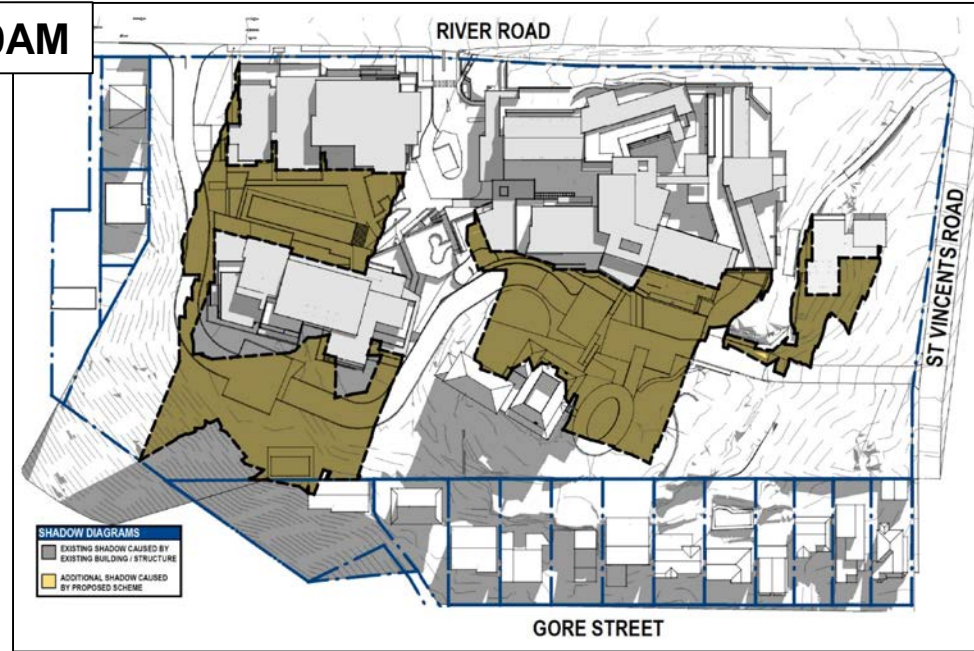 0AM
RIVER ROAD
ST VINCENTS ROAD
SHADOW DIAGRAMS
EXISTING SHADOW CAUSED BY
EXISTING BUILDING / STRUCTURE
ADDITIONAL SHADOW CAUSED
BY PROPOSED SCHEME
GORE STREET